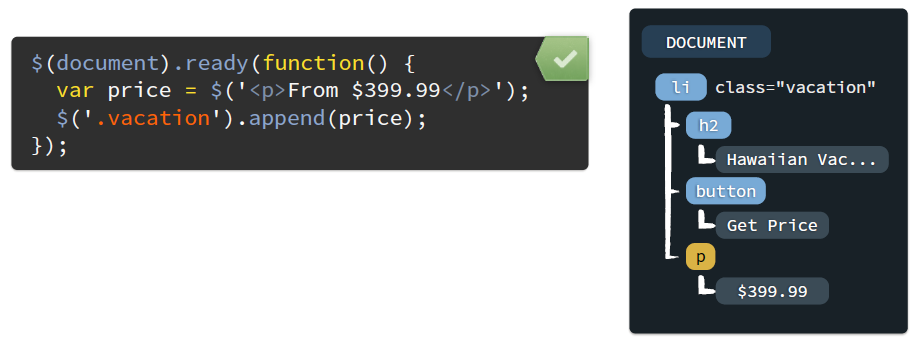 $(document).ready(function() {
var price = $('<p>From $399.99</p>');
$('.vacation').append(price);
});
DOCUMENT
li class="vacation"
h2
Hawaiian Vac...
button
Get Price
p
$399.99